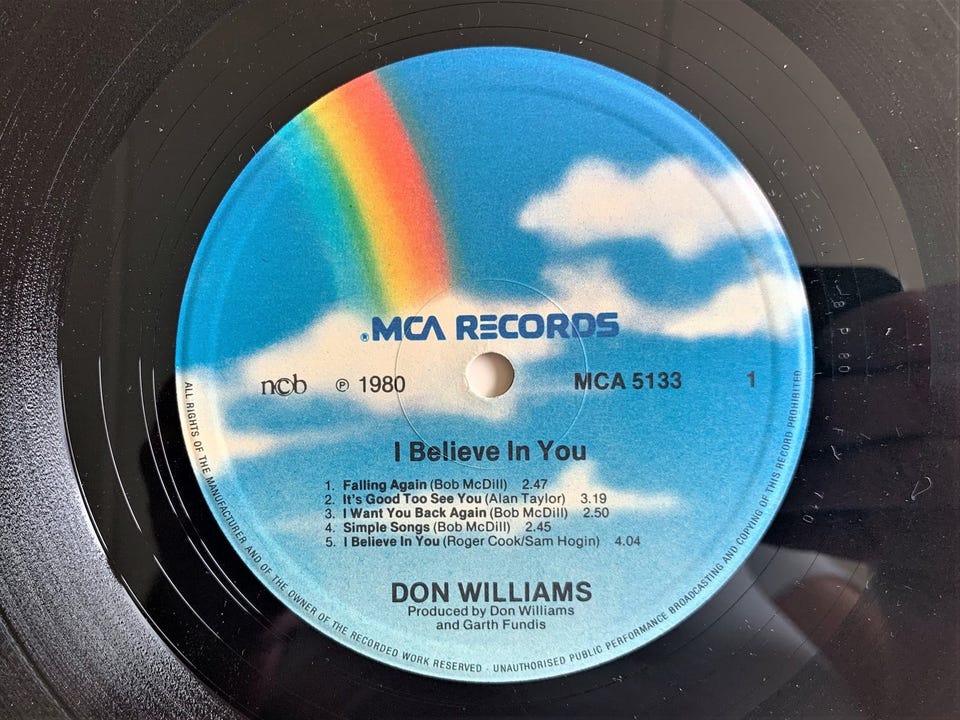 ®MCA RECORDS
ncb ℗ 1980 MCA 5133 1
I Believe In You
1. Falling Again (Bob McDill) 2.47
2. It's Good Too See You (Alan Taylor) 3.19
3. I Want You Back Again (Bob McDill) 2.50
4. Simple Songs (Bob McDill) 2.45
5. I Believe In You (Roger Cook/Sam Hogin) 4.04
DON WILLIAMS
Produced by Don Williams
and Garth Fundis
ALL RIGHTS OF THE MANUFACTURER AND OF THE OWNER OF THE RECORDED WORK RESERVED · UNAUTHORISED PUBLIC PERFORMANCE BROADCASTING AND COPYING OF THIS RECORD PROHIBITED